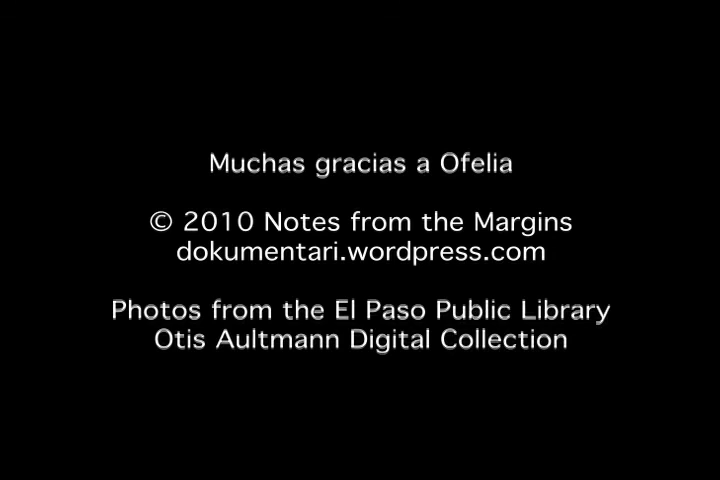 Muchas gracias a Ofelia
© 2010 Notes from the Margins
dokumentari.wordpress.com
Photos from the El Paso Public Library
Otis Aultmann Digital Collection